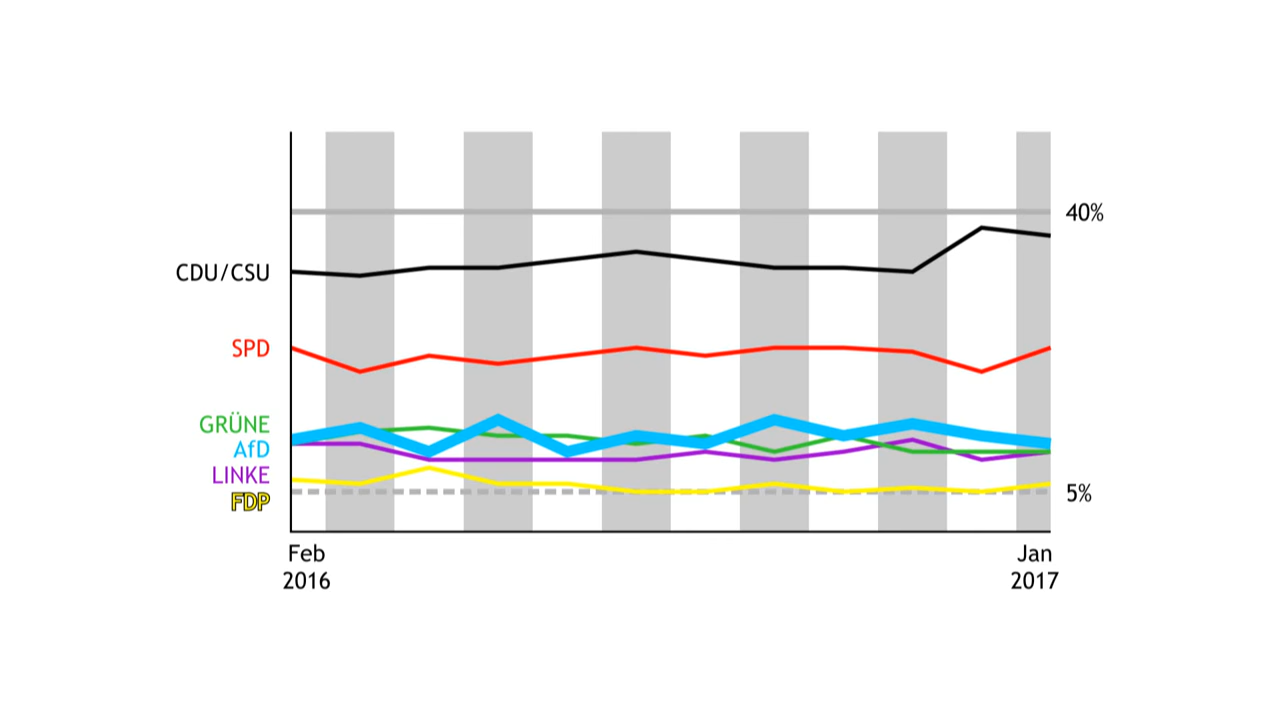 40%
CDU/CSU
SPD
GRÜNE
AfD
LINKE
FDP
5%
Feb
2016
Jan
2017